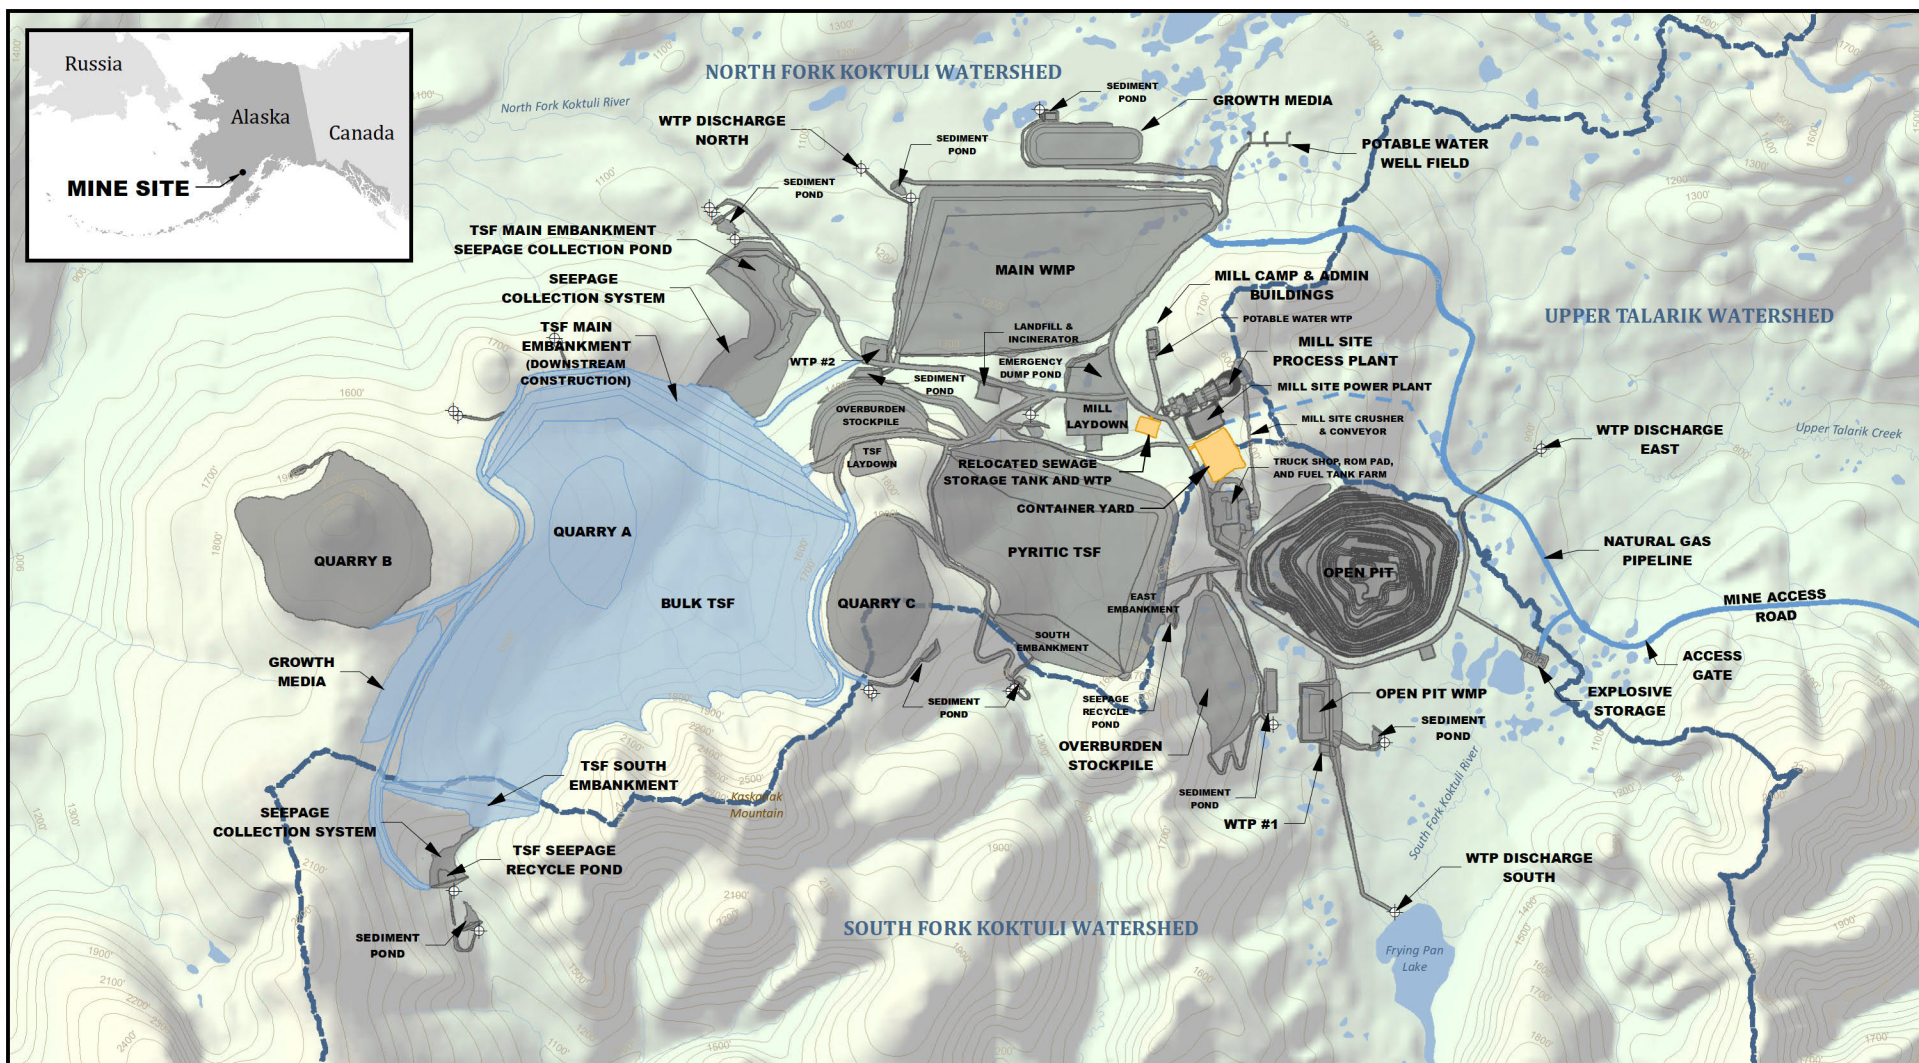 Russia
Alaska
Canada
MINE SITE
NORTH FORK KOKTULI WATERSHED
North Fork Koktuli River
SEDIMENT
POND
GROWTH MEDIA
WTP DISCHARGE
NORTH
SEDIMENT
POND
POTABLE WATER
WELL FIELD
SEDIMENT
POND
TSF MAIN EMBANKMENT
SEEPAGE COLLECTION POND
SEEPAGE
COLLECTION SYSTEM
MAIN WMP
MILL CAMP & ADMIN
BUILDINGS
POTABLE WATER WTP
UPPER TALARIK WATERSHED
TSF MAIN
EMBANKMENT
(DOWNSTREAM
CONSTRUCTION)
LANDFILL &
INCINERATOR
WTP #2
EMERGENCY
DUMP POND
MILL SITE
PROCESS PLANT
SEDIMENT
POND
MILL SITE POWER PLANT
OVERBURDEN
STOCKPILE
MILL
LAYDOWN
MILL SITE CRUSHER
& CONVEYOR
WTP DISCHARGE
EAST
Upper Talarik Creek
TSF
LAYDOWN
RELOCATED SEWAGE
STORAGE TANK AND WTP
TRUCK SHOP, ROM PAD,
AND FUEL TANK FARM
CONTAINER YARD
QUARRY A
QUARRY B
PYRITIC TSF
OPEN PIT
NATURAL GAS
PIPELINE
BULK TSF
QUARRY C
EAST
EMBANKMENT
MINE ACCESS
ROAD
SOUTH
EMBANKMENT
GROWTH
MEDIA
ACCESS
GATE
SEDIMENT
POND
SEEPAGE
RECYCLE
POND
OPEN PIT WMP
EXPLOSIVE
STORAGE
SEDIMENT
POND
OVERBURDEN
STOCKPILE
TSF SOUTH
EMBANKMENT
Kaskanak
Mountain
SEDIMENT
POND
WTP #1
South Fork Koktuli River
SEEPAGE
COLLECTION SYSTEM
TSF SEEPAGE
RECYCLE POND
WTP DISCHARGE
SOUTH
SEDIMENT
POND
SOUTH FORK KOKTULI WATERSHED
Frying Pan
Lake